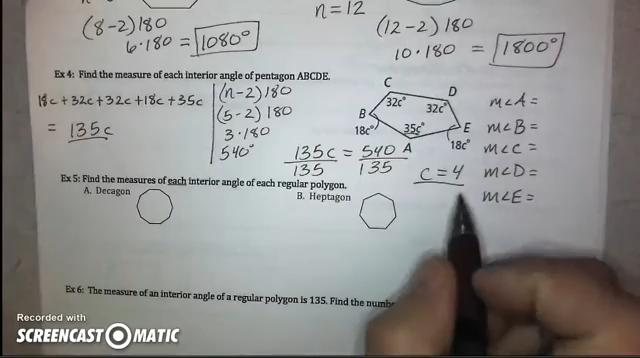 n = 12
(8-2)180
6·180 = 1080°
(12-2)180
10·180 = 1800°
Ex 4: Find the measure of each interior angle of pentagon ABCDE.
18c + 32c + 32c + 18c + 35c
= 135c
(n-2)180
(5-2)180
3·180
540°
C
D
B
E
A
32c°
32c°
18c°
35c°
18c°
135c = 540
135 135
c = 4
m∠A =
m∠B =
m∠C =
m∠D =
m∠E =
Ex 5: Find the measures of each interior angle of each regular polygon.
A. Decagon
B. Heptagon
Ex 6: The measure of an interior angle of a regular polygon is 135. Find the
Recorded with
SCREENCAST-O-MATIC